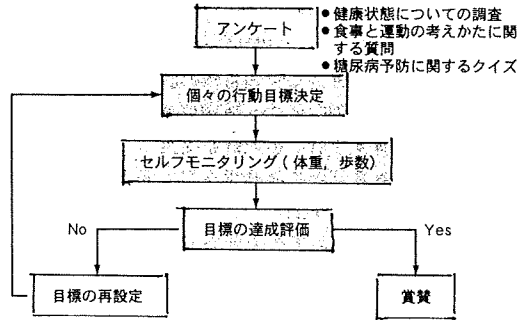 アンケート
●健康状態についての調査
●食事と運動の考えかたに関
する質問
●糖尿病予防に関するクイズ
個々の行動目標決定
セルフモニタリング(体重,歩数)
目標の達成評価
No
Yes
目標の再設定
賞賛